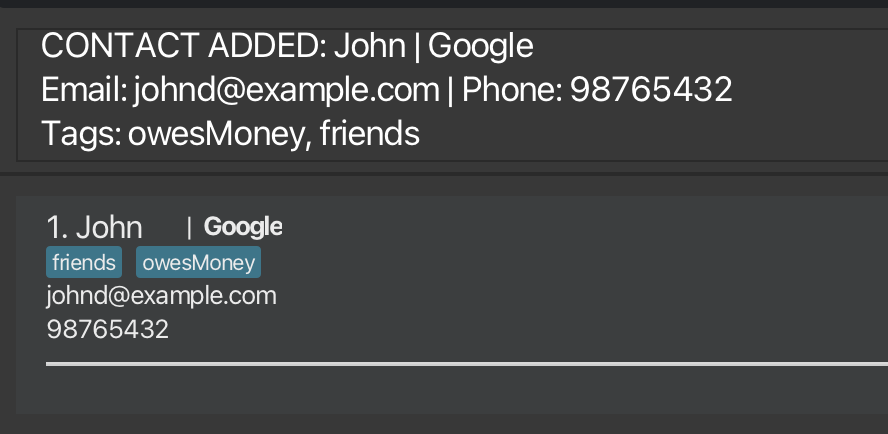 CONTACT ADDED: John | Google
Email: johnd@example.com | Phone: 98765432
Tags: owesMoney, friends
1. John | Google
friends owesMoney
johnd@example.com
98765432